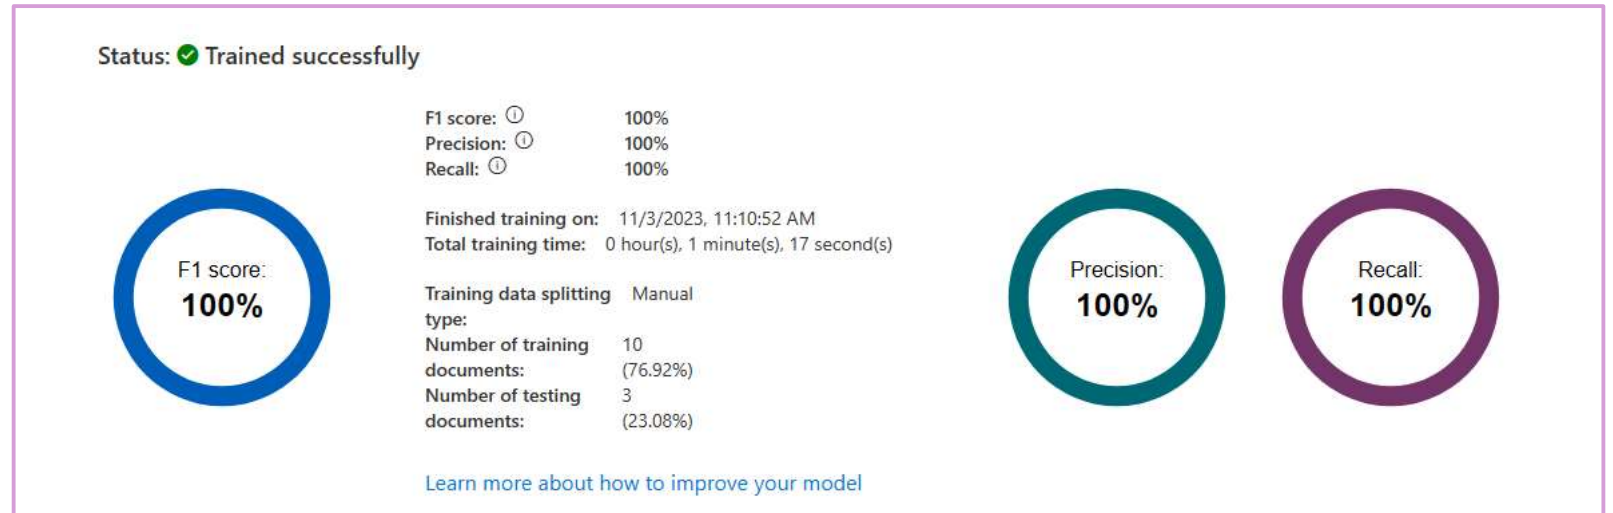 Status: Trained successfully
F1 score: 100%
Precision: 100%
Recall: 100%
Finished training on: 11/3/2023, 11:10:52 AM
Total training time: 0 hour(s), 1 minute(s), 17 second(s)
Training data splitting type: Manual
Number of training documents: 10 (76.92%)
Number of testing documents: 3 (23.08%)
Learn more about how to improve your model
F1 score:
100%
Precision:
100%
Recall:
100%